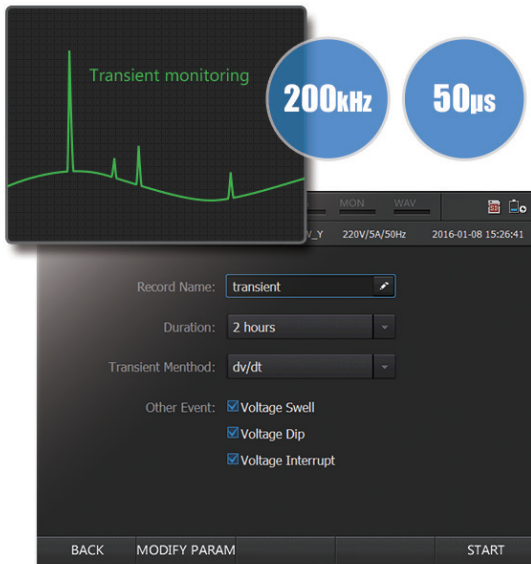 Transient monitoring
200kHz
50µs
MON WAV
_Y 220V/5A/50Hz 2016-01-08 15:26:41
Record Name: transient
Duration: 2 hours
Transient Menthod: dv/dt
Other Event: Voltage Swell
Voltage Dip
Voltage Interrupt
BACK MODIFY PARAM START